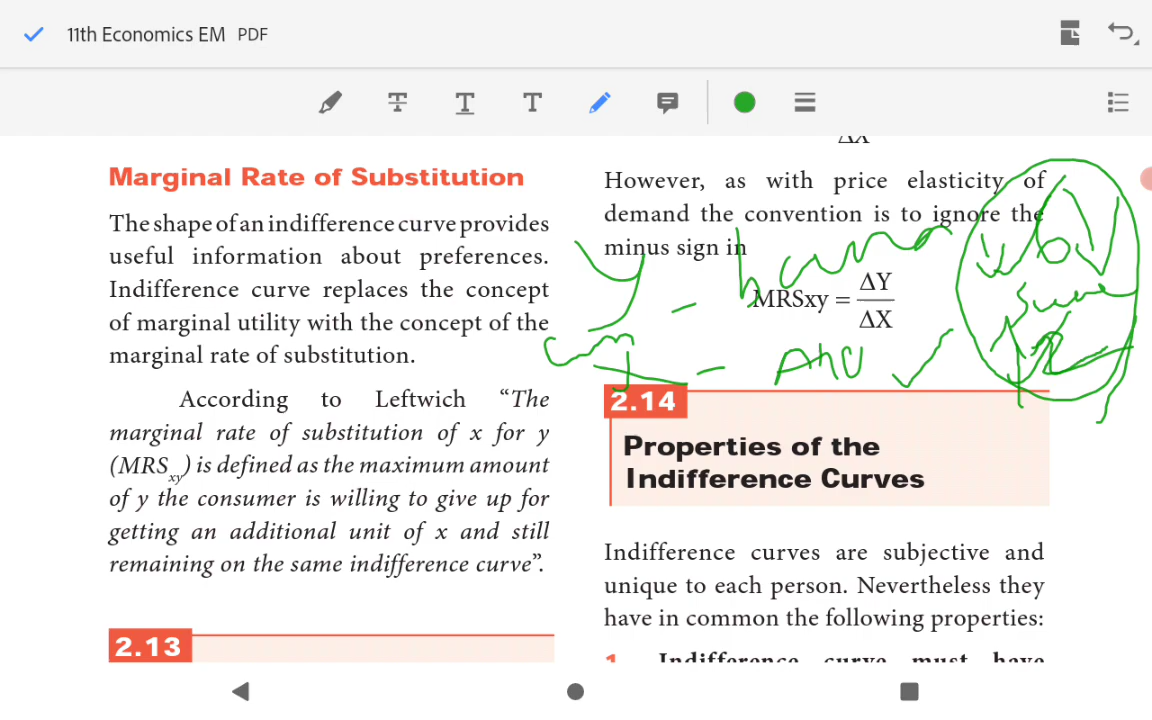 11th Economics EM PDF
Marginal Rate of Substitution
The shape of an indifference curve provides
useful information about preferences.
Indifference curve replaces the concept
of marginal utility with the concept of the
marginal rate of substitution.
According to Leftwich “The
marginal rate of substitution of x for y
(MRSxy) is defined as the maximum amount
of y the consumer is willing to give up for
getting an additional unit of x and still
remaining on the same indifference curve”.
2.13
ΔX
However, as with price elasticity of
demand the convention is to ignore the
minus sign in
MRSxy = ΔY
ΔX
y -
2.14
Properties of the
Indifference Curves
Indifference curves are subjective and
unique to each person. Nevertheless they
have in common the following properties:
1. Indifference curve must have